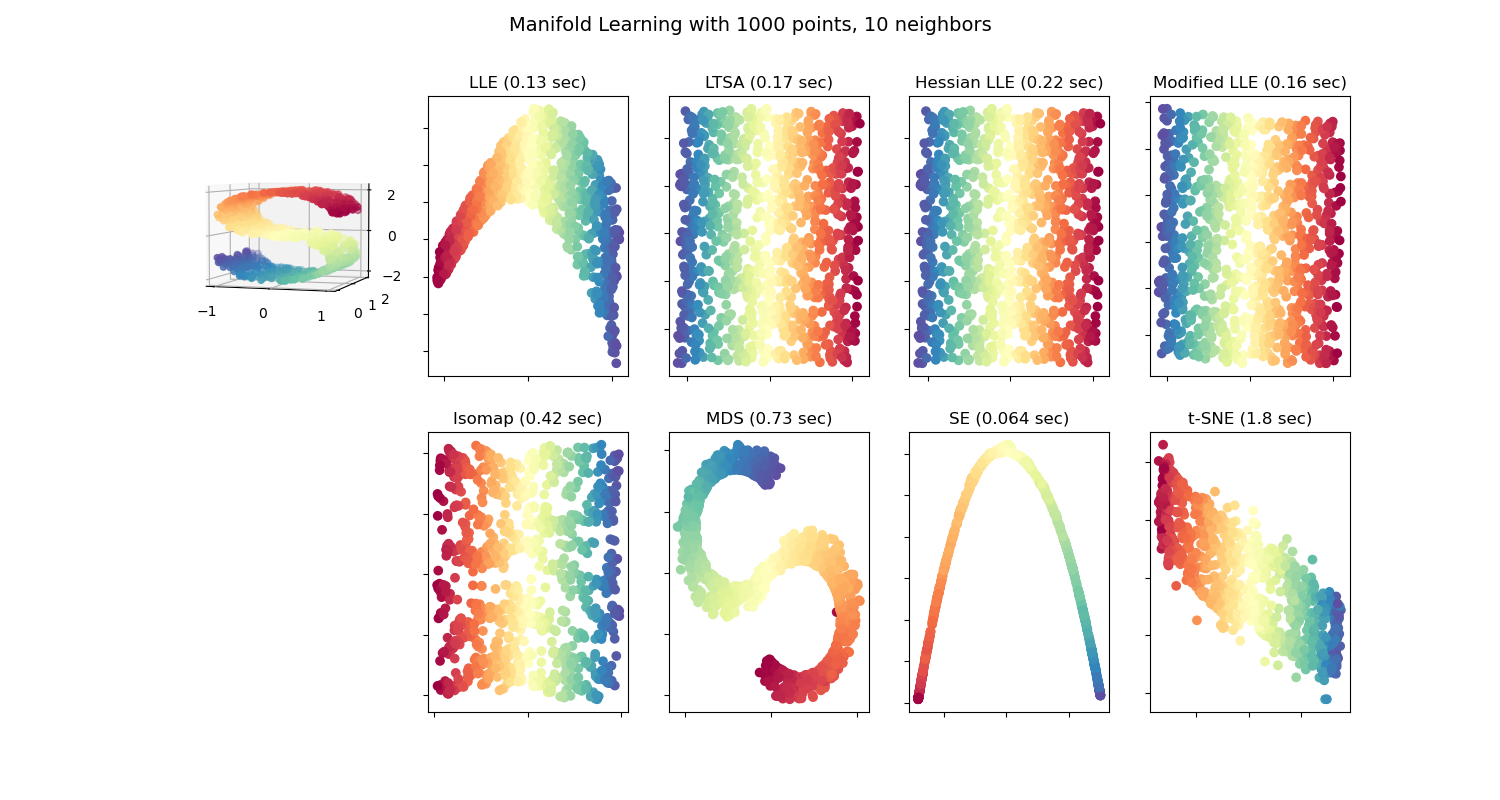 Manifold Learning with 1000 points, 10 neighbors
LLE (0.13 sec)
LTSA (0.17 sec)
Hessian LLE (0.22 sec)
Modified LLE (0.16 sec)
2
0
−2
−1
0
1
0
1
2
Isomap (0.42 sec)
MDS (0.73 sec)
SE (0.064 sec)
t-SNE (1.8 sec)